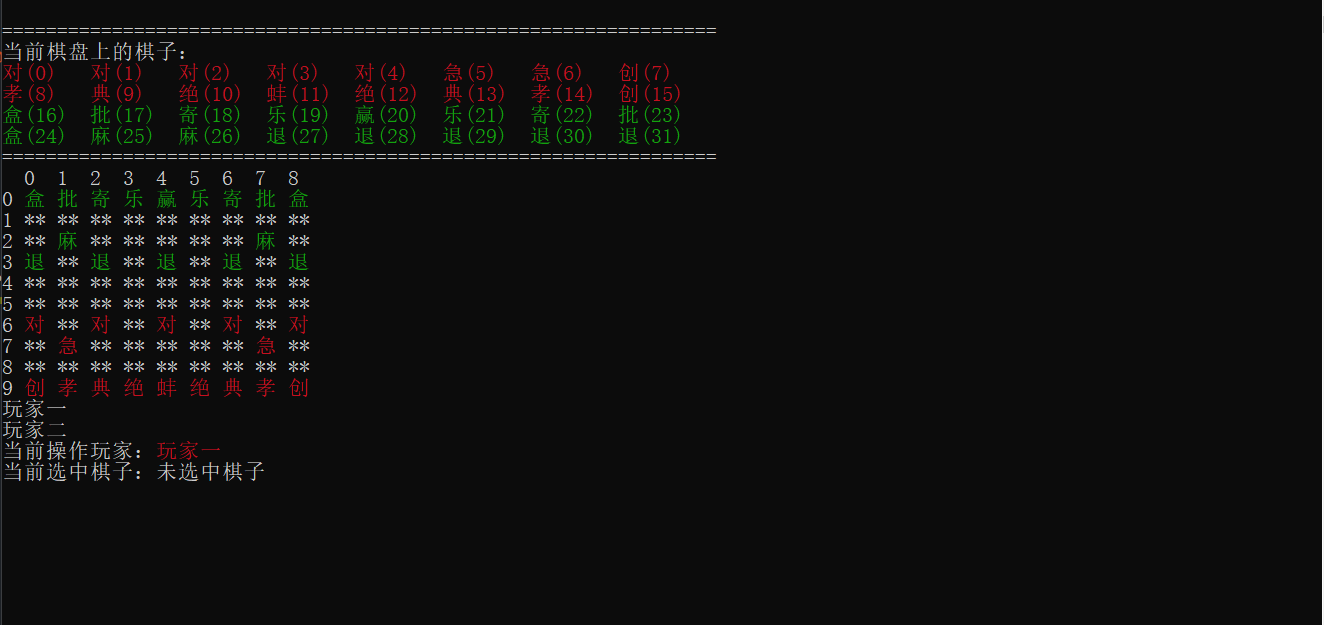 =================================================================
当前棋盘上的棋子:
对(0) 对(1) 对(2) 对(3) 对(4) 急(5) 急(6) 创(7)
孝(8) 典(9) 绝(10) 蚌(11) 绝(12) 典(13) 孝(14) 创(15)
盒(16) 批(17) 寄(18) 乐(19) 赢(20) 乐(21) 寄(22) 批(23)
盒(24) 麻(25) 麻(26) 退(27) 退(28) 退(29) 退(30) 退(31)
=================================================================
0 1 2 3 4 5 6 7 8
0 盒 批 寄 乐 赢 乐 寄 批 盒
1 ** ** ** ** ** ** ** ** **
2 ** 麻 ** ** ** ** ** 麻 **
3 退 ** 退 ** 退 ** 退 ** 退
4 ** ** ** ** ** ** ** ** **
5 ** ** ** ** ** ** ** ** **
6 对 ** 对 ** 对 ** 对 ** 对
7 ** 急 ** ** ** ** ** 急 **
8 ** ** ** ** ** ** ** ** **
9 创 孝 典 绝 蚌 绝 典 孝 创
玩家一
玩家二
当前操作玩家: 玩家一
当前选中棋子: 未选中棋子